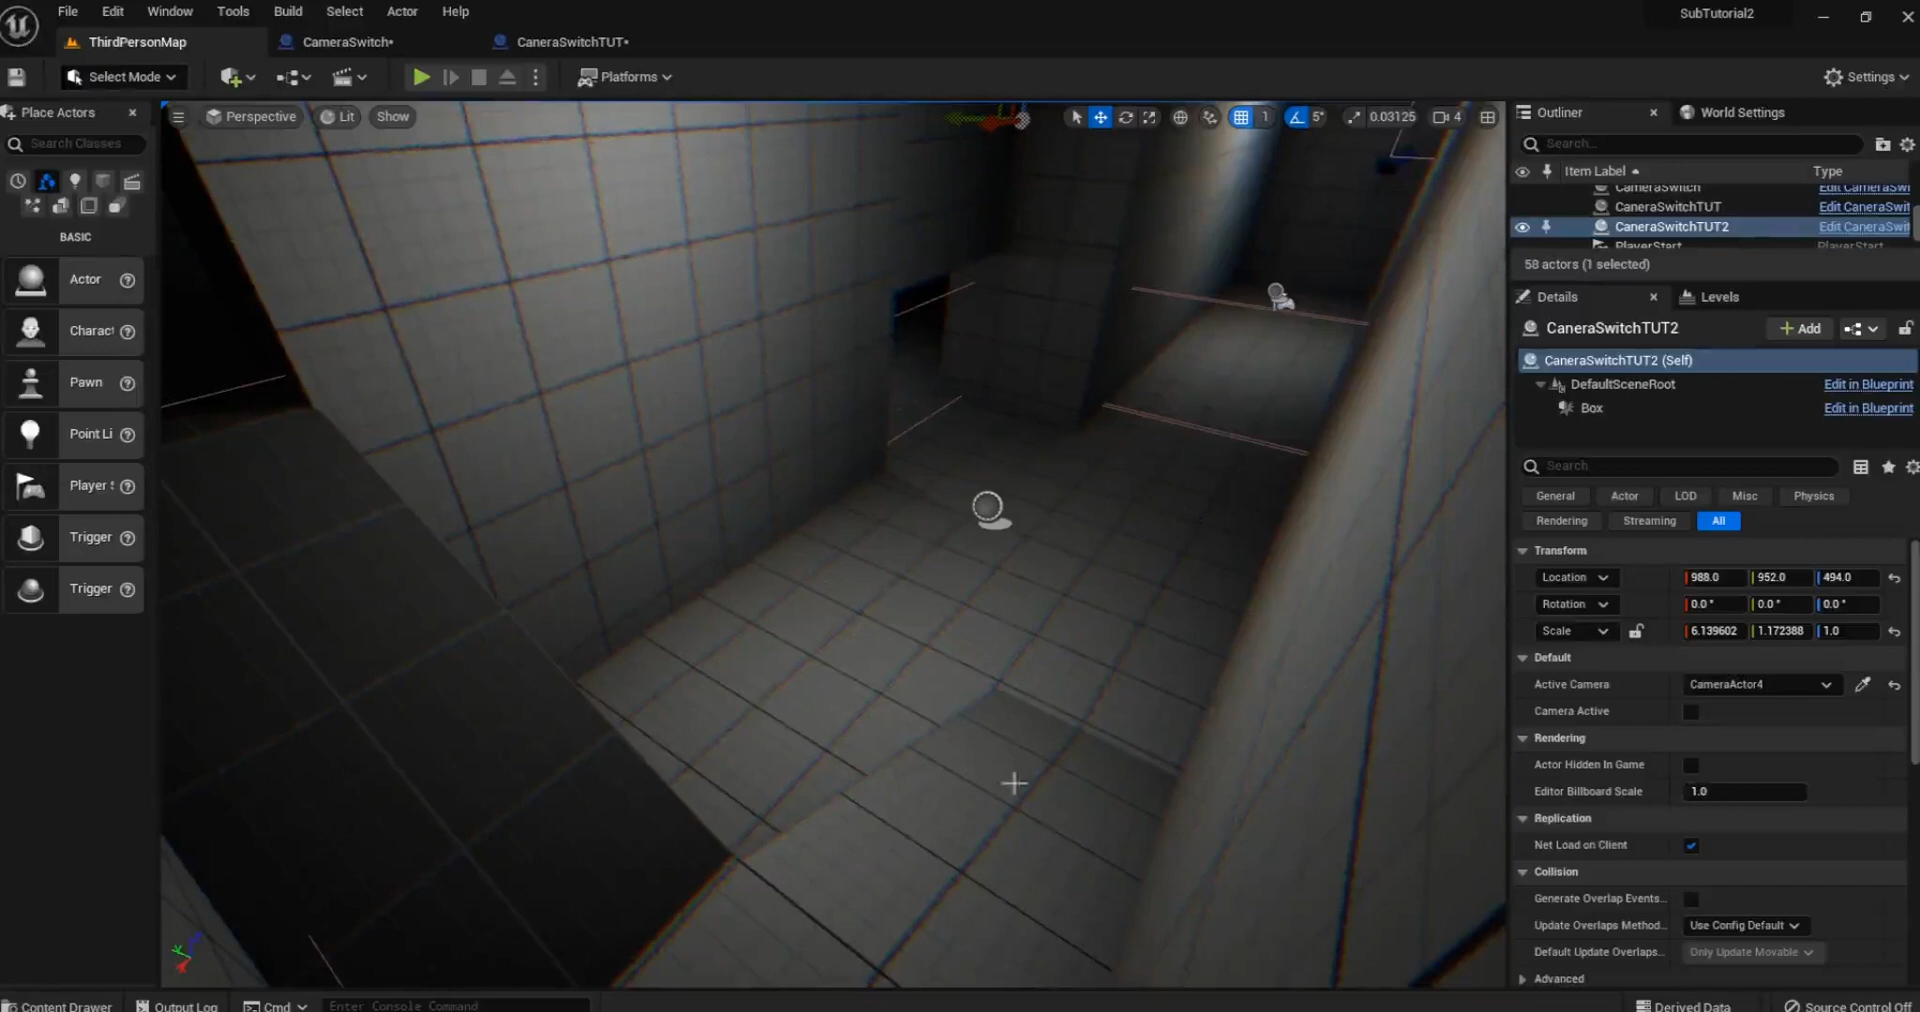 File Edit Window Tools Build Select Actor Help
SubTutorial2
ThirdPersonMap
CameraSwitch•
CaneraSwitchTUT•
Select Mode
Platforms
Settings
Place Actors
Search Classes
BASIC
Actor
Charac
Pawn
Point Li
Player
Trigger
Trigger
Perspective
Lit
Show
1
5°
0.03125
4
Outliner
World Settings
Search...
Item Label
Type
CameraSwitch Edit CameraSwi
CaneraSwitchTUT Edit CaneraSwit
CaneraSwitchTUT2 Edit CaneraSwit
PlayerStart PlayerStart
58 actors (1 selected)
Details
Levels
CaneraSwitchTUT2
Add
CaneraSwitchTUT2 (Self)
DefaultSceneRoot Edit in Blueprint
Box Edit in Blueprint
Search
General Actor LOD Misc Physics
Rendering Streaming All
Transform
Location 988.0 952.0 494.0
Rotation 0.0° 0.0° 0.0°
Scale 6.139602 1.172388 1.0
Default
Active Camera CameraActor4
Camera Active
Rendering
Actor Hidden In Game
Editor Billboard Scale 1.0
Replication
Net Load on Client
Collision
Generate Overlap Events...
Update Overlaps Method... Use Config Default
Default Update Overlaps... Only Update Movable
Advanced
Content Drawer
Output Log
Cmd
Enter Console Command
Derived Data
Source Control Off